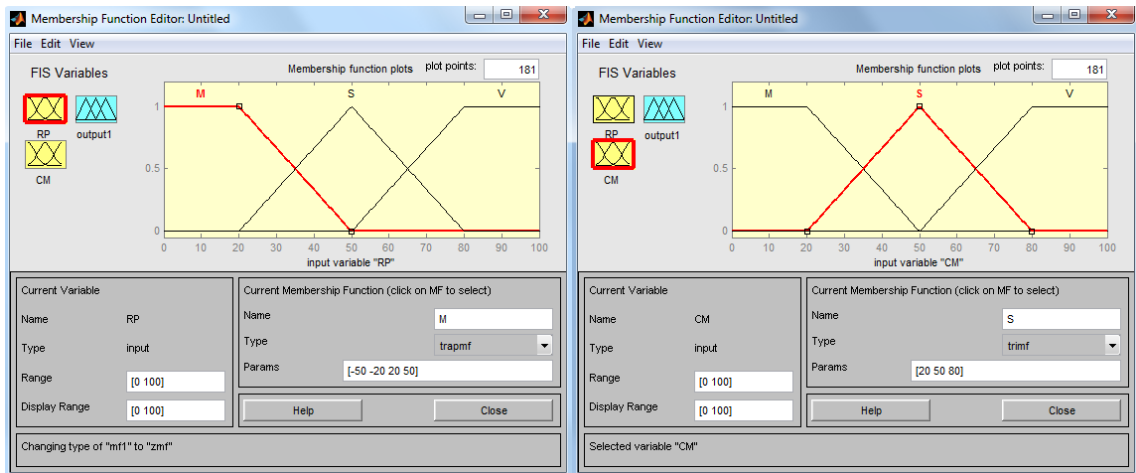 Membership Function Editor: Untitled
File Edit View
FIS Variables
RP
output1
CM
Membership function plots plot points: 181
M S V
1
0.5
0
0 10 20 30 40 50 60 70 80 90 100
input variable "RP"
Current Variable
Name RP
Type input
Range [0 100]
Display Range [0 100]
Current Membership Function (click on MF to select)
Name M
Type trapmf
Params [-50 -20 20 50]
Help Close
Changing type of "mf1" to "zmf"
Membership Function Editor: Untitled
File Edit View
FIS Variables
RP
output1
CM
Membership function plots plot points: 181
M S V
1
0.5
0
0 10 20 30 40 50 60 70 80 90 100
input variable "CM"
Current Variable
Name CM
Type input
Range [0 100]
Display Range [0 100]
Current Membership Function (click on MF to select)
Name S
Type trimf
Params [20 50 80]
Help Close
Selected variable "CM"